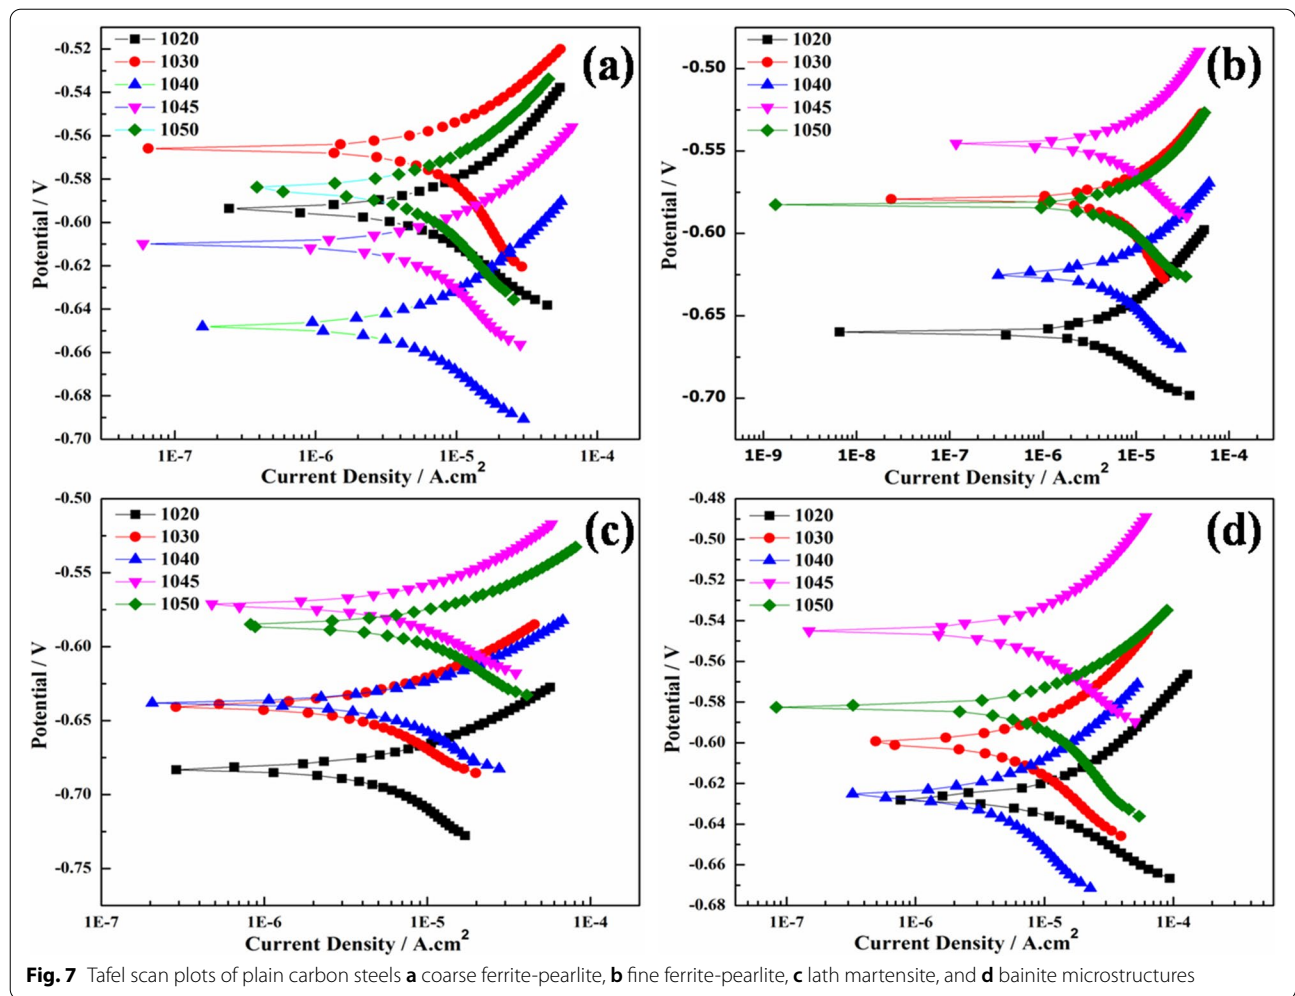 -0.52
-0.54
-0.56
-0.58
-0.60
-0.62
-0.64
-0.66
-0.68
-0.70
Potential / V
1020
1030
1040
1045
1050
(a)
1E-7
1E-6
1E-5
1E-4
Current Density / A.cm2
-0.50
-0.55
-0.60
-0.65
-0.70
Potential / V
1020
1030
1040
1045
1050
(b)
1E-9
1E-8
1E-7
1E-6
1E-5
1E-4
Current Density / A.cm2
-0.50
-0.55
-0.60
-0.65
-0.70
-0.75
Potential / V
1020
1030
1040
1045
1050
(c)
1E-7
1E-6
1E-5
1E-4
Current Density / A.cm2
-0.48
-0.50
-0.52
-0.54
-0.56
-0.58
-0.60
-0.62
-0.64
-0.66
-0.68
Potential / V
1020
1030
1040
1045
1050
(d)
1E-7
1E-6
1E-5
1E-4
Current Density / A.cm2
Fig. 7 Tafel scan plots of plain carbon steels a coarse ferrite-pearlite, b fine ferrite-pearlite, c lath martensite, and d bainite microstructures